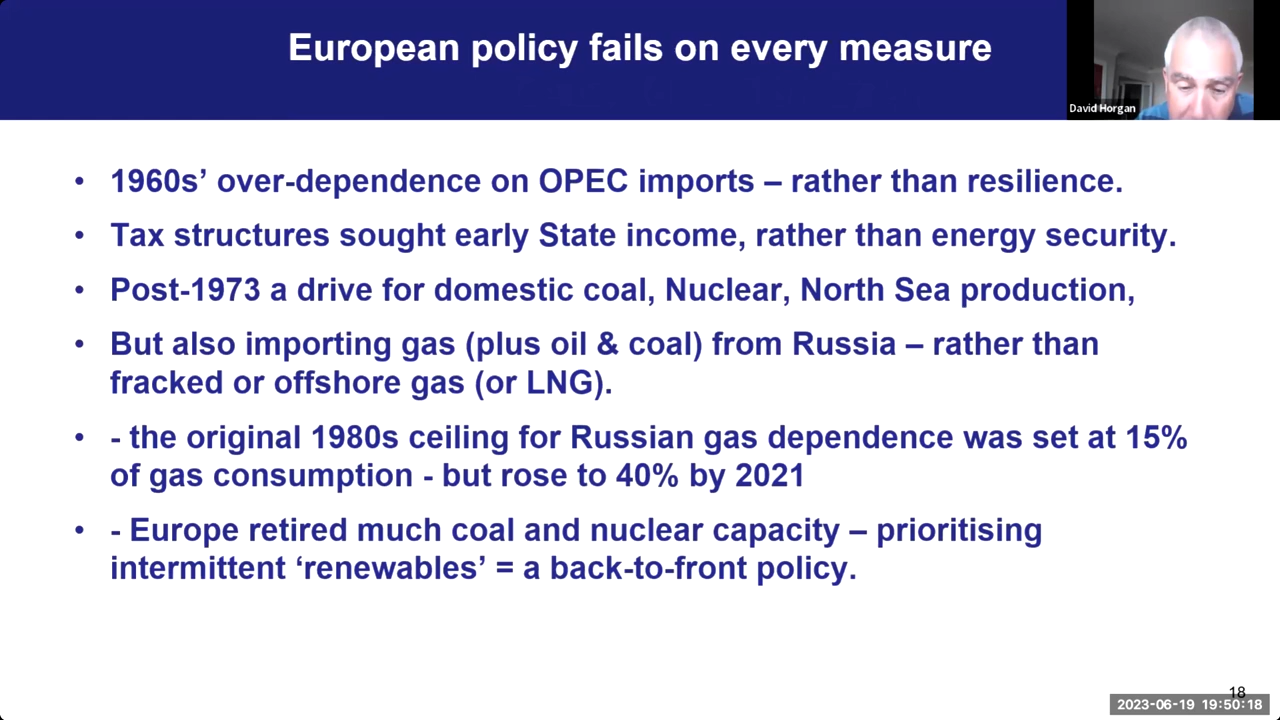 European policy fails on every measure
David Horgan
• 1960s’ over-dependence on OPEC imports – rather than resilience.
• Tax structures sought early State income, rather than energy security.
• Post-1973 a drive for domestic coal, Nuclear, North Sea production,
• But also importing gas (plus oil & coal) from Russia – rather than
fracked or offshore gas (or LNG).
• - the original 1980s ceiling for Russian gas dependence was set at 15%
of gas consumption - but rose to 40% by 2021
• - Europe retired much coal and nuclear capacity – prioritising
intermittent ‘renewables’ = a back-to-front policy.
18
2023-06-19 19:50:18